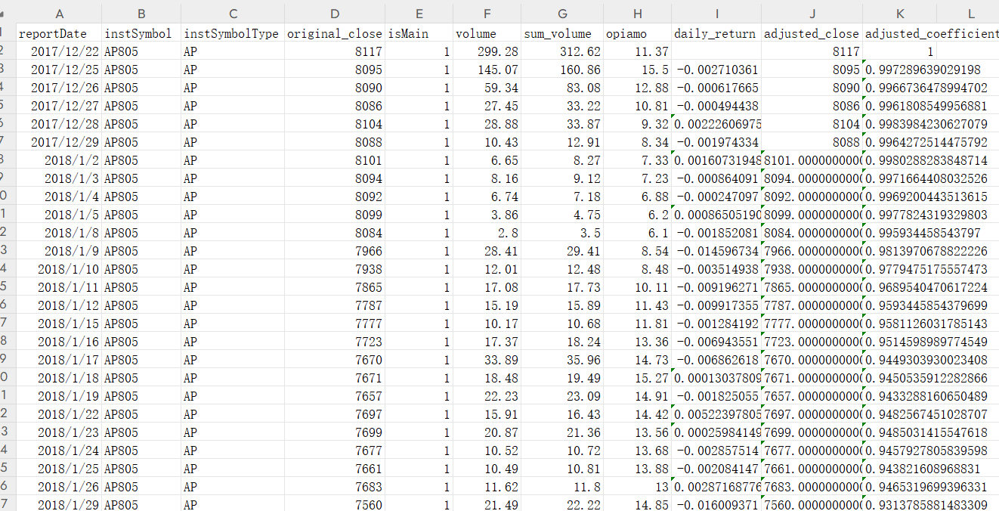 A B C D E F G H I J K L
1 reportDate instSymbol instSymbolType original_close isMain volume sum_volume opiamo daily_return adjusted_close adjusted_coefficient
2 2017/12/22 AP805 AP 8117 1 299.28 312.62 11.37 8117 1
3 2017/12/25 AP805 AP 8095 1 145.07 160.86 15.5 -0.002710361 8095 0.997289639029198
4 2017/12/26 AP805 AP 8090 1 59.34 83.08 12.88 -0.000617665 8090 0.9966736478994702
5 2017/12/27 AP805 AP 8086 1 27.45 33.22 10.81 -0.000494438 8086 0.9961808549956881
6 2017/12/28 AP805 AP 8104 1 28.88 33.87 9.32 0.00222606975 8104 0.9983984230627079
7 2017/12/29 AP805 AP 8088 1 10.43 12.91 8.34 -0.001974334 8088 0.9964272514475792
8 2018/1/2 AP805 AP 8101 1 6.65 8.27 7.33 0.00160731948 8101.000000000( 0.9980288283848714
9 2018/1/3 AP805 AP 8094 1 8.16 9.12 7.23 -0.000864091 8094.000000000( 0.9971664408032526
0 2018/1/4 AP805 AP 8092 1 6.74 7.18 6.88 -0.000247097 8092.000000000( 0.9969200443513615
1 2018/1/5 AP805 AP 8099 1 3.86 4.75 6.2 0.00086505190 8099.000000000( 0.9977824319329803
2 2018/1/8 AP805 AP 8084 1 2.8 3.5 6.1 -0.001852081 8084.000000000( 0.995934458543797
3 2018/1/9 AP805 AP 7966 1 28.41 29.41 8.54 -0.014596734 7966.000000000( 0.9813970678822226
4 2018/1/10 AP805 AP 7938 1 12.01 12.48 8.48 -0.003514938 7938.000000000( 0.9779475175557473
5 2018/1/11 AP805 AP 7865 1 17.08 17.73 10.11 -0.009196271 7865.000000000( 0.9689540470617224
6 2018/1/12 AP805 AP 7787 1 15.19 15.89 11.43 -0.009917355 7787.000000000( 0.9593445854379699
7 2018/1/15 AP805 AP 7777 1 10.17 10.68 11.81 -0.001284192 7777.000000000( 0.9581126031785143
8 2018/1/16 AP805 AP 7723 1 17.37 18.24 13.36 -0.006943551 7723.000000000( 0.9514598989774549
9 2018/1/17 AP805 AP 7670 1 33.89 35.96 14.73 -0.006862618 7670.000000000( 0.9449303930023408
0 2018/1/18 AP805 AP 7671 1 18.48 19.49 15.27 0.00013037809 7671.000000000( 0.9450535912282866
1 2018/1/19 AP805 AP 7657 1 22.23 23.09 14.91 -0.001825055 7657.000000000( 0.9433288160650489
2 2018/1/22 AP805 AP 7697 1 15.91 16.43 14.42 0.00522397805 7697.000000000( 0.9482567451028707
3 2018/1/23 AP805 AP 7699 1 20.87 21.36 13.56 0.00025984149 7699.000000000( 0.9485031415547618
4 2018/1/24 AP805 AP 7677 1 10.52 10.72 13.68 -0.002857514 7677.000000000( 0.9457927805839598
5 2018/1/25 AP805 AP 7661 1 10.49 10.81 13.88 -0.002084147 7661.000000000( 0.943821608968831
6 2018/1/26 AP805 AP 7683 1 11.62 11.8 13 0.00287168776 7683.000000000( 0.9465319699396331
7 2018/1/29 AP805 AP 7560 1 21.49 22.22 14.85 -0.016009371 7560.000000000( 0.9313785881483309